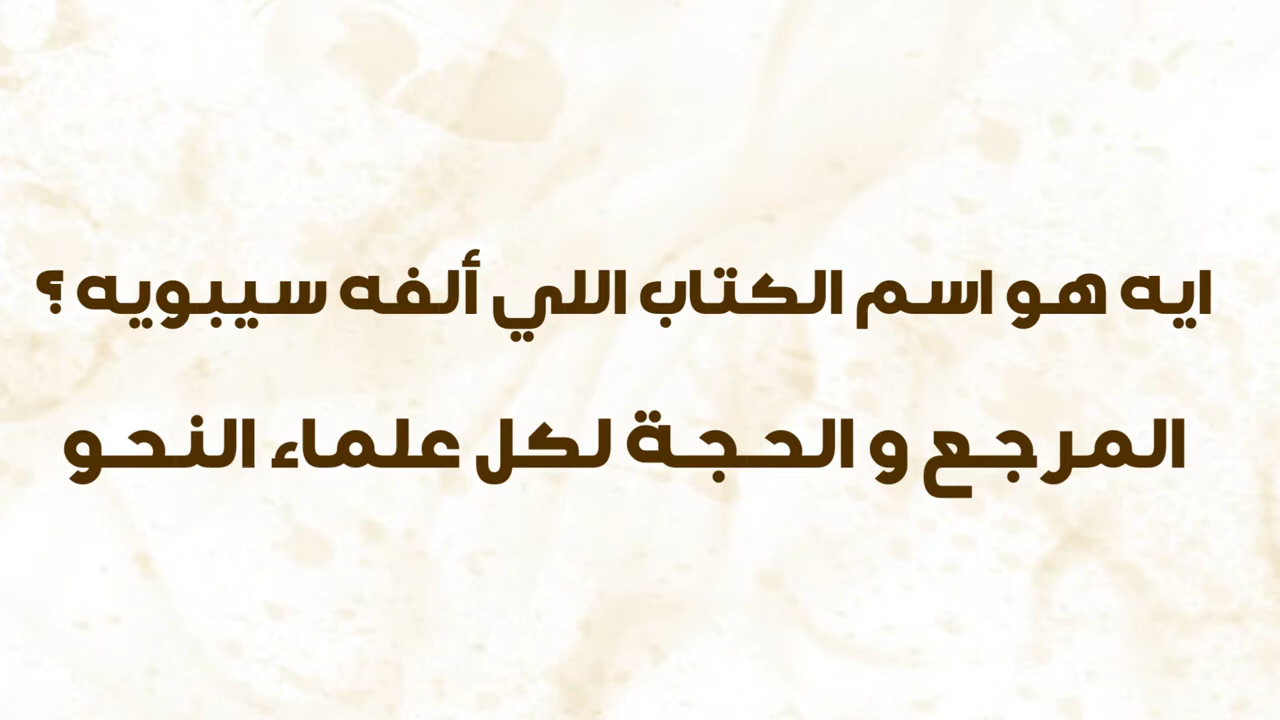 ايه هو اسم الكتاب اللي ألفه سيبويه ؟
المرجع و الحجة لكل علماء النحو